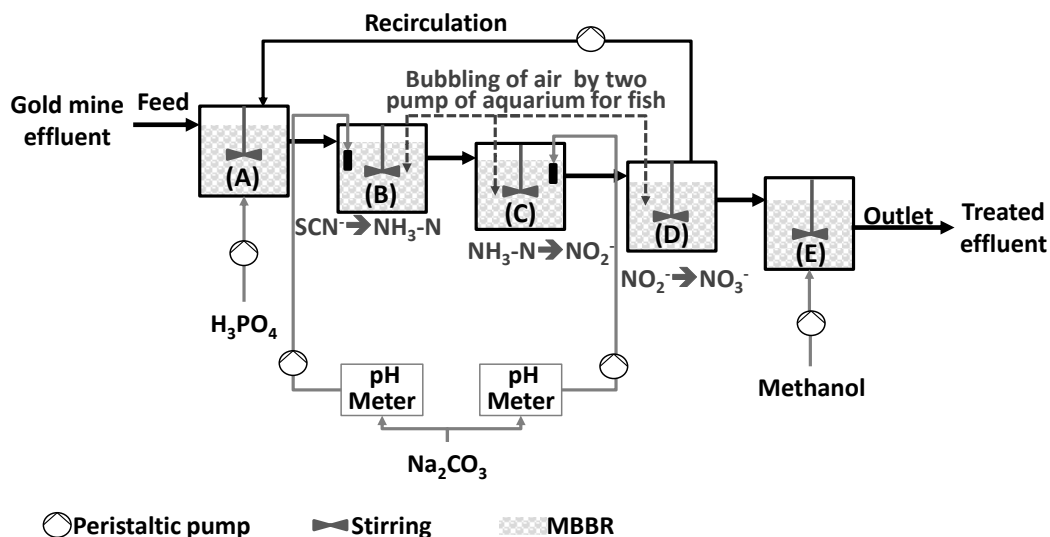 Recirculation
Bubbling of air by two
pump of aquarium for fish
Gold mine
effluent
Feed
(A)
(B)
(C)
(D)
(E)
SCN⁻➔NH₃-N
NH₃-N➔NO₂⁻
NO₂⁻➔NO₃⁻
Outlet
Treated
effluent
H₃PO₄
pH
Meter
pH
Meter
Methanol
Na₂CO₃
Peristaltic pump
Stirring
MBBR